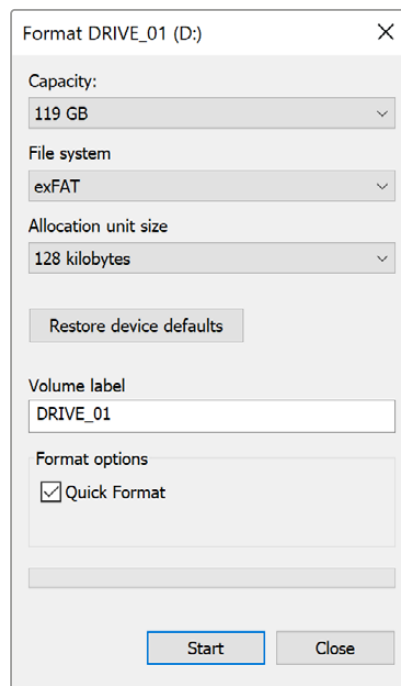 Format DRIVE_01 (D:)
Capacity:
119 GB
File system
exFAT
Allocation unit size
128 kilobytes
Restore device defaults
Volume label
DRIVE_01
Format options
Quick Format
Start Close